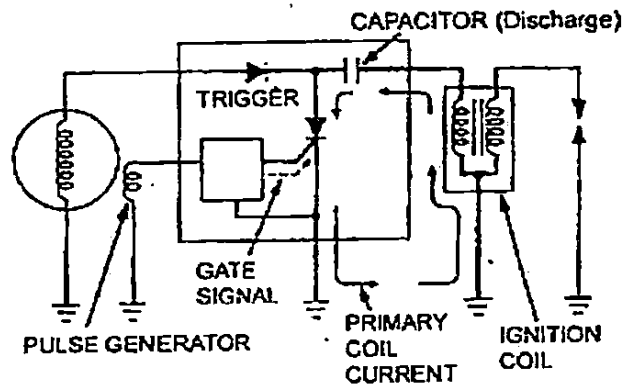 CAPACITOR (Discharge)
TRIGGER
GATE
SIGNAL
PULSE GENERATOR
PRIMARY
COIL
CURRENT
IGNITION
COIL